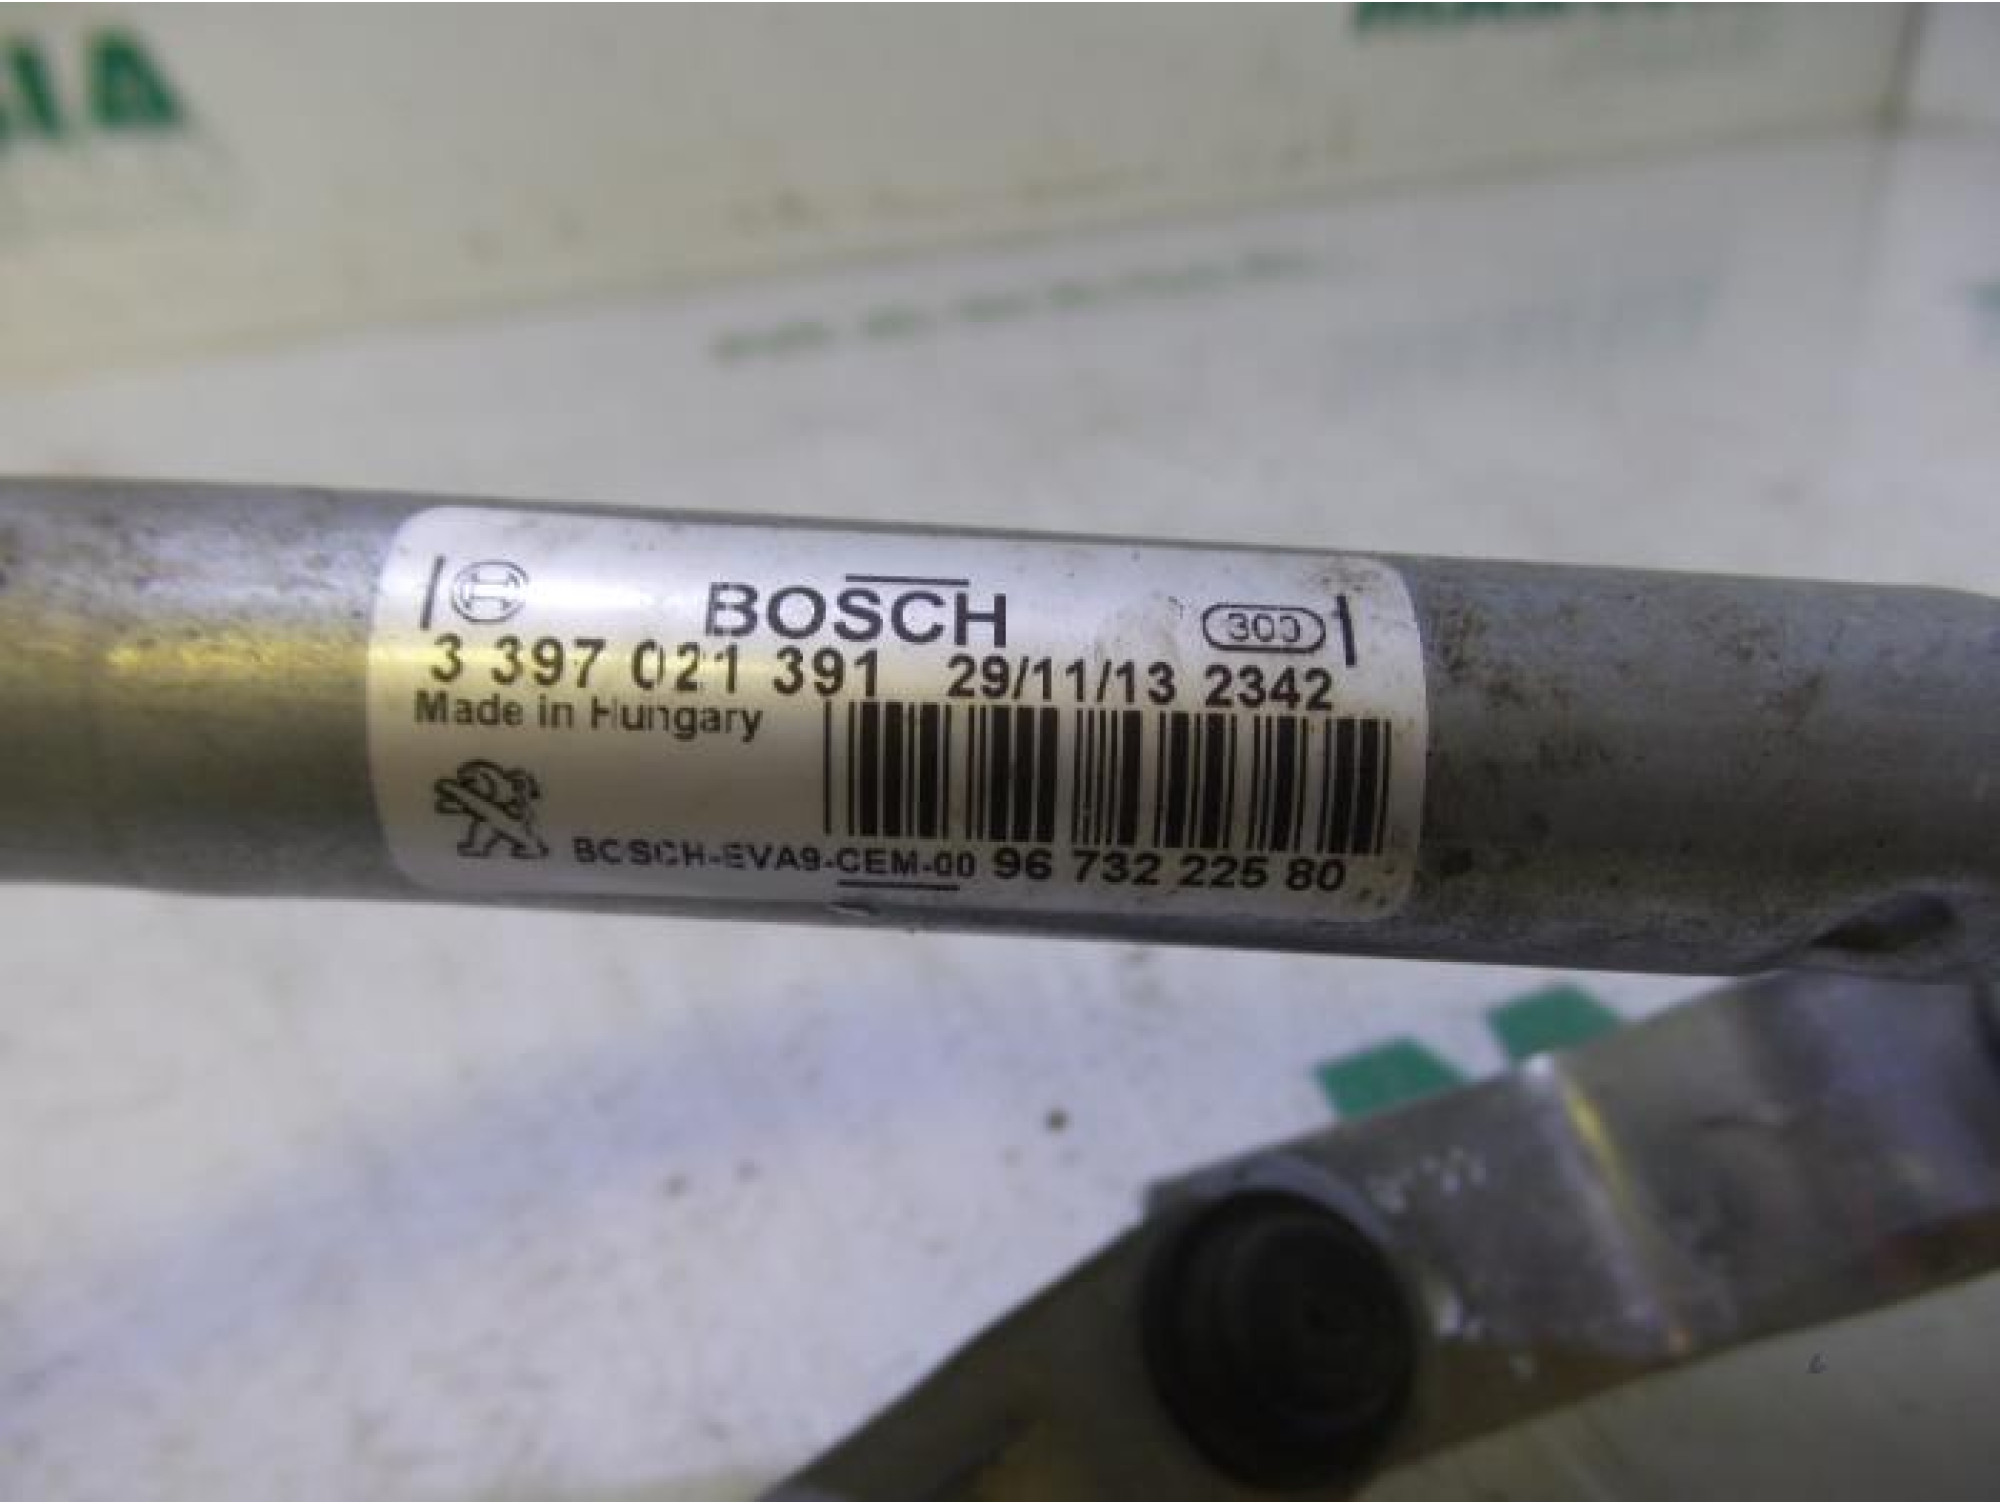 BOSCH 300
3 397 021 391 29/11/13 2342
Made in Hungary
BOSCH-EVA9-CEM-00 96 732 225 80